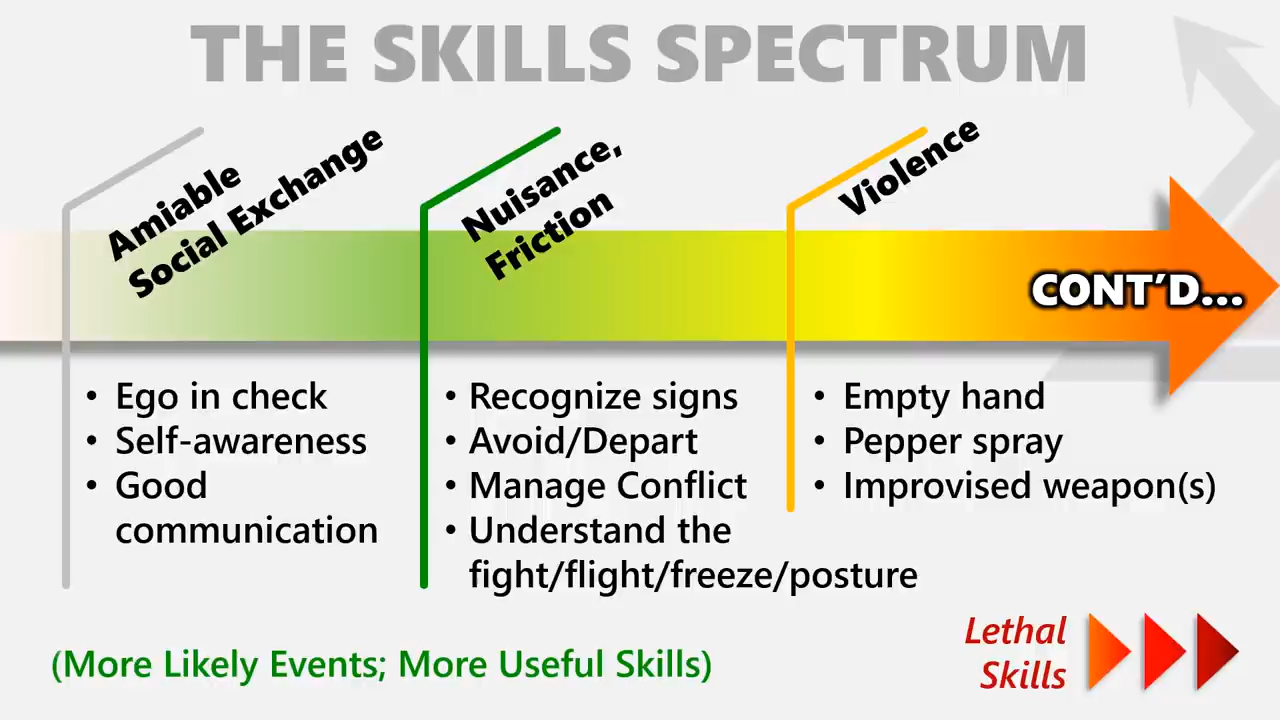 THE SKILLS SPECTRUM
Amiable
Social Exchange
Nuisance,
Friction
Violence
CONT'D...
• Ego in check
• Self-awareness
• Good
communication
• Recognize signs
• Avoid/Depart
• Manage Conflict
• Understand the
fight/flight/freeze/posture
• Empty hand
• Pepper spray
• Improvised weapon(s)
(More Likely Events; More Useful Skills)
Lethal
Skills